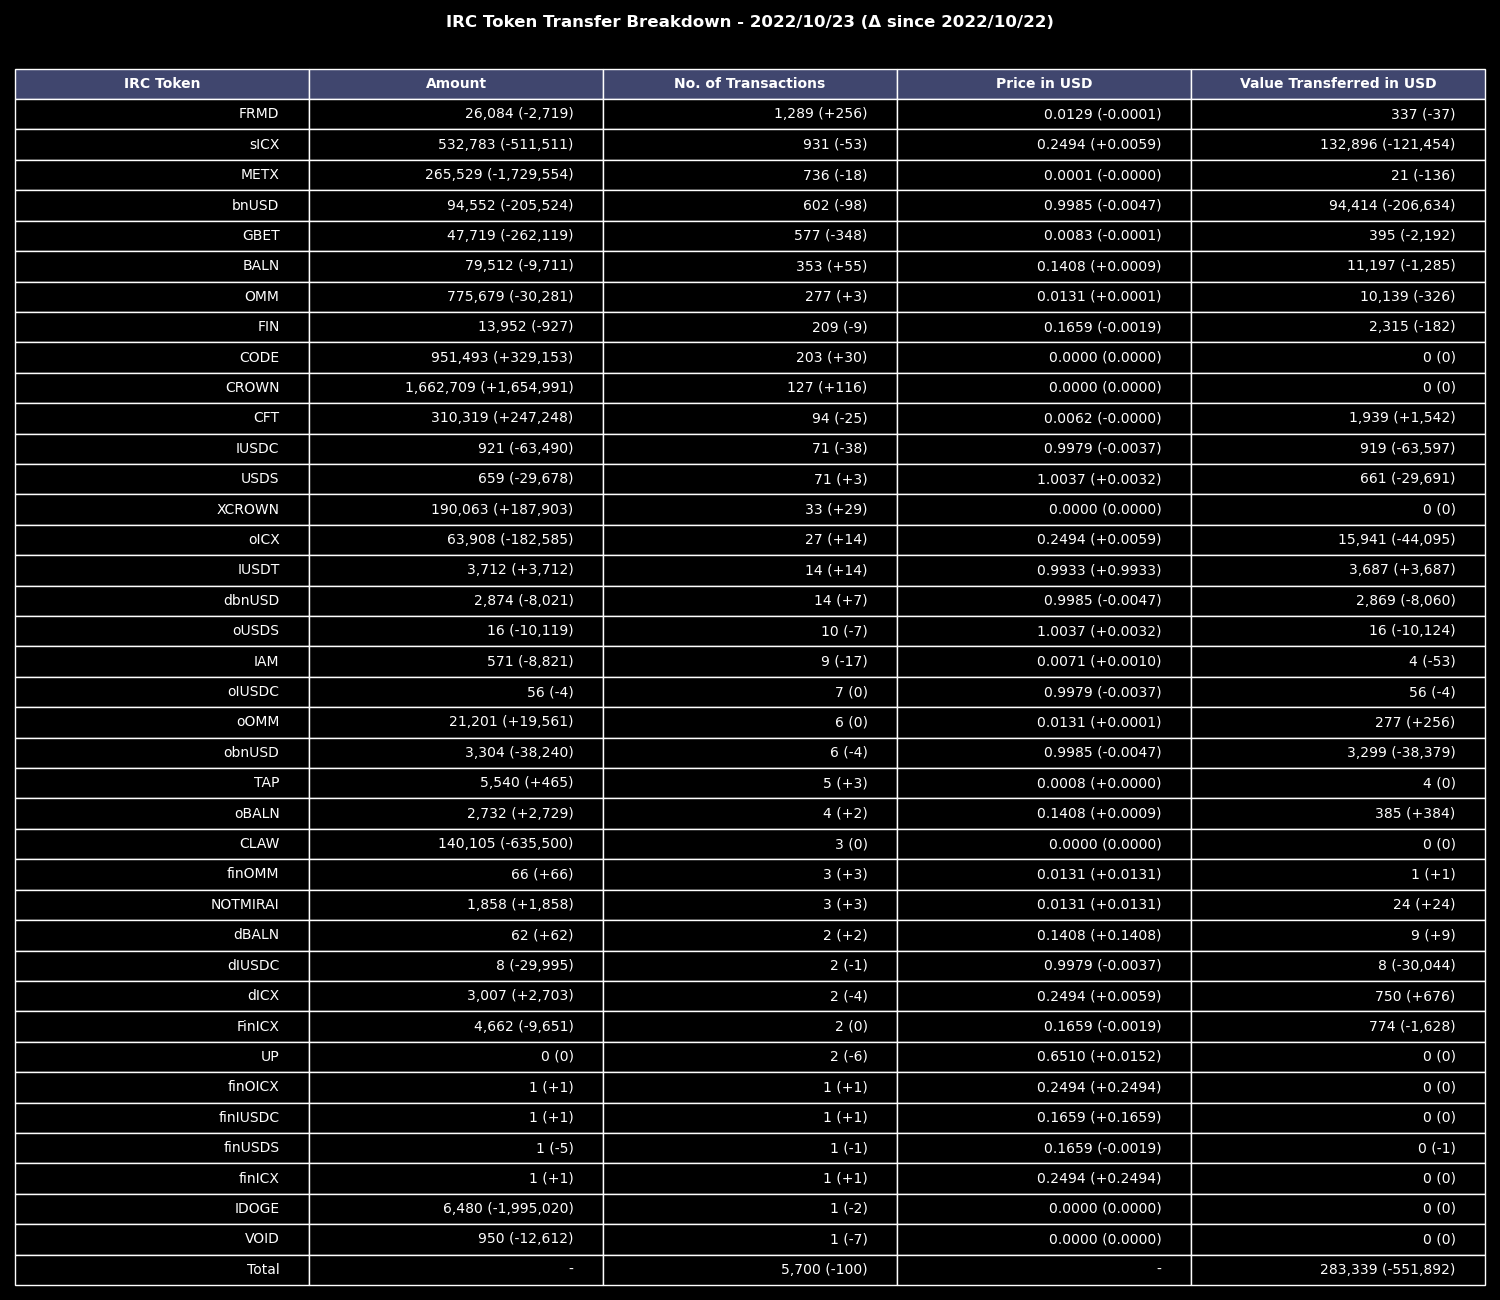 IRC Token Transfer Breakdown - 2022/10/23 (Δ since 2022/10/22)
IRC Token Amount No. of Transactions Price in USD Value Transferred in USD
FRMD 26,084 (-2,719) 1,289 (+256) 0.0129 (-0.0001) 337 (-37)
sICX 532,783 (-511,511) 931 (-53) 0.2494 (+0.0059) 132,896 (-121,454)
METX 265,529 (-1,729,554) 736 (-18) 0.0001 (-0.0000) 21 (-136)
bnUSD 94,552 (-205,524) 602 (-98) 0.9985 (-0.0047) 94,414 (-206,634)
GBET 47,719 (-262,119) 577 (-348) 0.0083 (-0.0001) 395 (-2,192)
BALN 79,512 (-9,711) 353 (+55) 0.1408 (+0.0009) 11,197 (-1,285)
OMM 775,679 (-30,281) 277 (+3) 0.0131 (+0.0001) 10,139 (-326)
FIN 13,952 (-927) 209 (-9) 0.1659 (-0.0019) 2,315 (-182)
CODE 951,493 (+329,153) 203 (+30) 0.0000 (0.0000) 0 (0)
CROWN 1,662,709 (+1,654,991) 127 (+116) 0.0000 (0.0000) 0 (0)
CFT 310,319 (+247,248) 94 (-25) 0.0062 (-0.0000) 1,939 (+1,542)
IUSDC 921 (-63,490) 71 (-38) 0.9979 (-0.0037) 919 (-63,597)
USDS 659 (-29,678) 71 (+3) 1.0037 (+0.0032) 661 (-29,691)
XCROWN 190,063 (+187,903) 33 (+29) 0.0000 (0.0000) 0 (0)
oICX 63,908 (-182,585) 27 (+14) 0.2494 (+0.0059) 15,941 (-44,095)
IUSDT 3,712 (+3,712) 14 (+14) 0.9933 (+0.9933) 3,687 (+3,687)
dbnUSD 2,874 (-8,021) 14 (+7) 0.9985 (-0.0047) 2,869 (-8,060)
oUSDS 16 (-10,119) 10 (-7) 1.0037 (+0.0032) 16 (-10,124)
IAM 571 (-8,821) 9 (-17) 0.0071 (+0.0010) 4 (-53)
oIUSDC 56 (-4) 7 (0) 0.9979 (-0.0037) 56 (-4)
oOMM 21,201 (+19,561) 6 (0) 0.0131 (+0.0001) 277 (+256)
obnUSD 3,304 (-38,240) 6 (-4) 0.9985 (-0.0047) 3,299 (-38,379)
TAP 5,540 (+465) 5 (+3) 0.0008 (+0.0000) 4 (0)
oBALN 2,732 (+2,729) 4 (+2) 0.1408 (+0.0009) 385 (+384)
CLAW 140,105 (-635,500) 3 (0) 0.0000 (0.0000) 0 (0)
finOMM 66 (+66) 3 (+3) 0.0131 (+0.0131) 1 (+1)
NOTMIRAI 1,858 (+1,858) 3 (+3) 0.0131 (+0.0131) 24 (+24)
dBALN 62 (+62) 2 (+2) 0.1408 (+0.1408) 9 (+9)
dIUSDC 8 (-29,995) 2 (-1) 0.9979 (-0.0037) 8 (-30,044)
dICX 3,007 (+2,703) 2 (-4) 0.2494 (+0.0059) 750 (+676)
FinICX 4,662 (-9,651) 2 (0) 0.1659 (-0.0019) 774 (-1,628)
UP 0 (0) 2 (-6) 0.6510 (+0.0152) 0 (0)
finOICX 1 (+1) 1 (+1) 0.2494 (+0.2494) 0 (0)
finIUSDC 1 (+1) 1 (+1) 0.1659 (+0.1659) 0 (0)
finUSDS 1 (-5) 1 (-1) 0.1659 (-0.0019) 0 (-1)
finICX 1 (+1) 1 (+1) 0.2494 (+0.2494) 0 (0)
IDOGE 6,480 (-1,995,020) 1 (-2) 0.0000 (0.0000) 0 (0)
VOID 950 (-12,612) 1 (-7) 0.0000 (0.0000) 0 (0)
Total - 5,700 (-100) - 283,339 (-551,892)